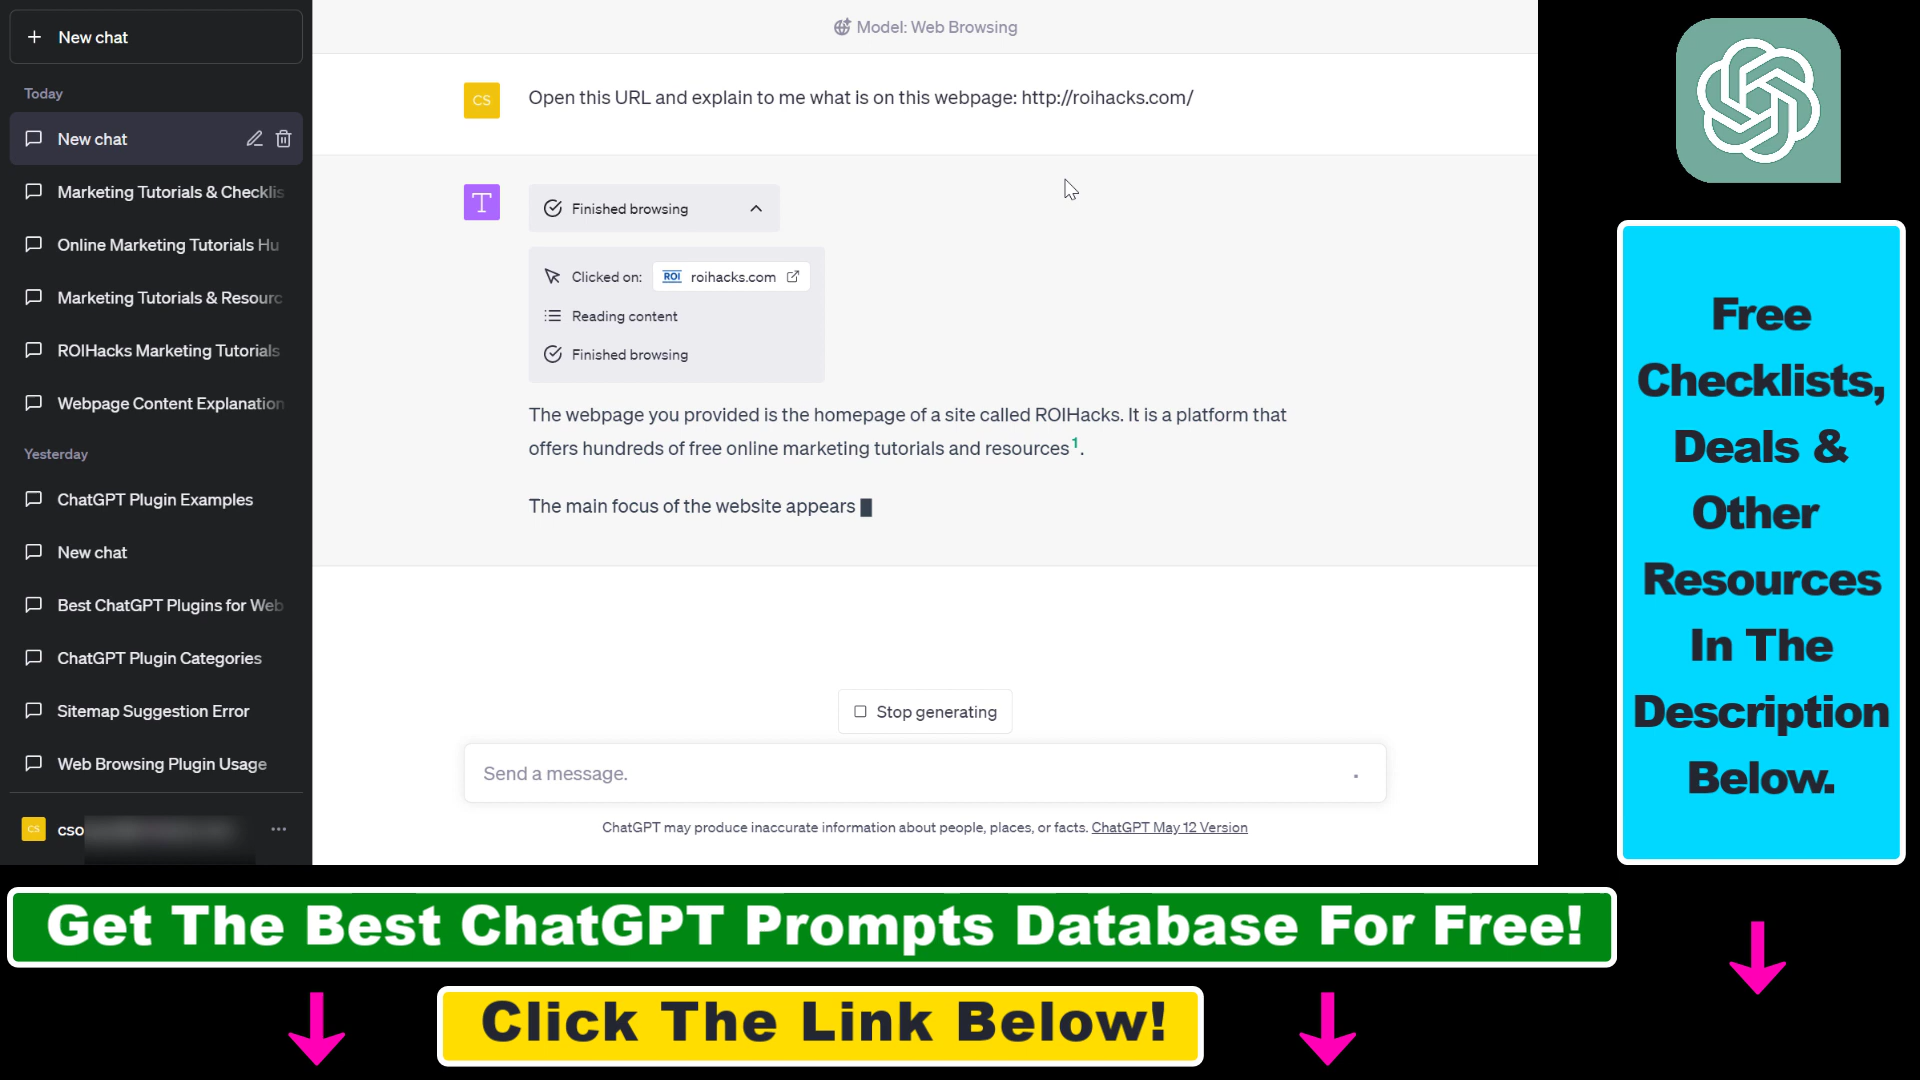 New chat
Today
New chat
Marketing Tutorials & Checklis
Online Marketing Tutorials Hu
Marketing Tutorials & Resourc
ROIHacks Marketing Tutorials
Webpage Content Explanation
Yesterday
ChatGPT Plugin Examples
New chat
Best ChatGPT Plugins for Web
ChatGPT Plugin Categories
Sitemap Suggestion Error
Web Browsing Plugin Usage
CS cso
Model: Web Browsing
CS Open this URL and explain to me what is on this webpage: http://roihacks.com/
T Finished browsing
Clicked on: ROI roihacks.com
Reading content
Finished browsing
The webpage you provided is the homepage of a site called ROIHacks. It is a platform that
offers hundreds of free online marketing tutorials and resources1.
The main focus of the website appears
Stop generating
Send a message.
ChatGPT may produce inaccurate information about people, places, or facts. ChatGPT May 12 Version
Free
Checklists,
Deals &
Other
Resources
In The
Description
Below.
Get The Best ChatGPT Prompts Database For Free!
Click The Link Below!